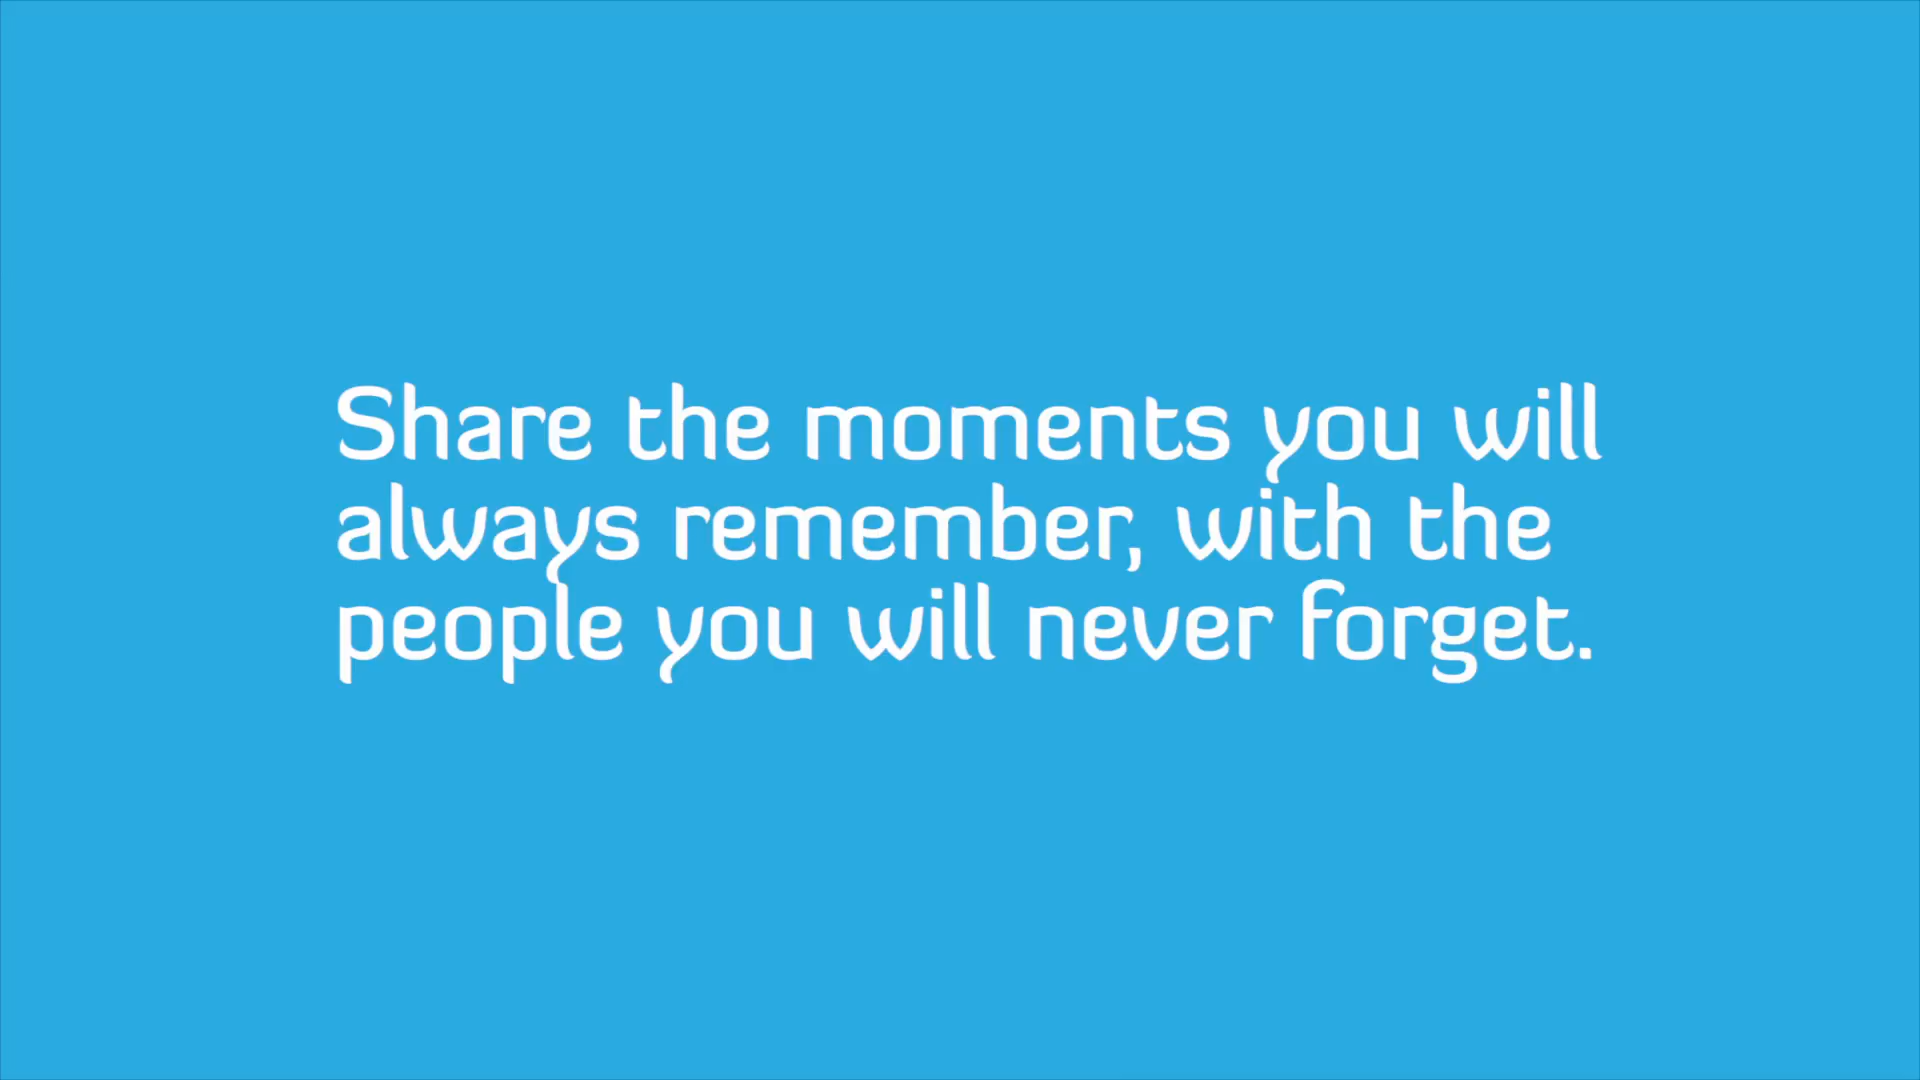 Share the moments you will
always remember, with the
people you will never forget.